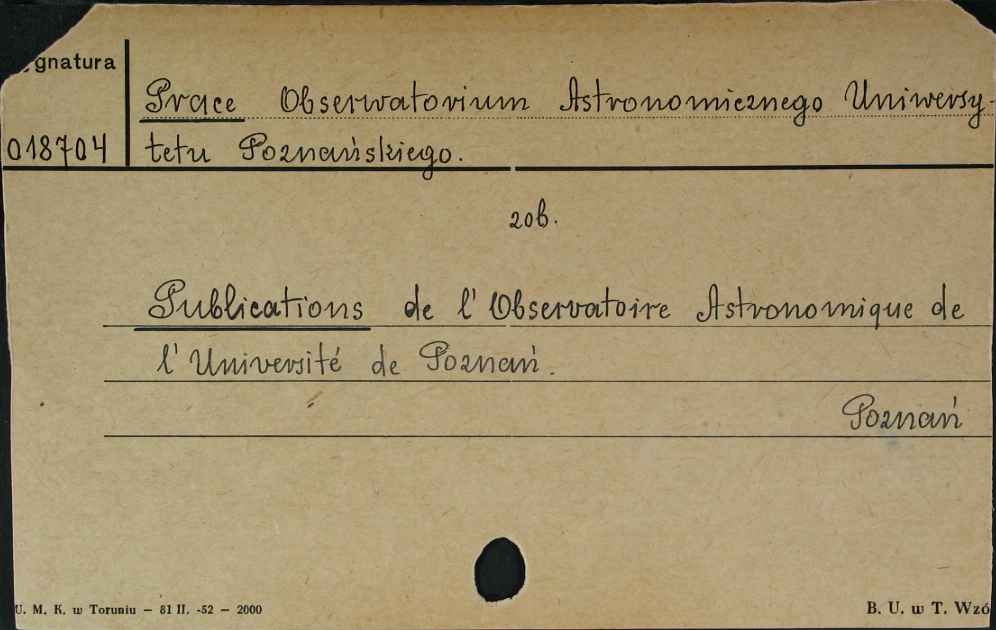 gnatura
Prace Obserwatorium Astronomicznego Uniwersy-
018704 tetu Poznańskiego.
zob.
Publications de l'Observatoire Astronomique de
l'Université de Poznań.
Poznań
U. M. K. w Toruniu — 81 II. -52 — 2000 B. U. w T. Wzó